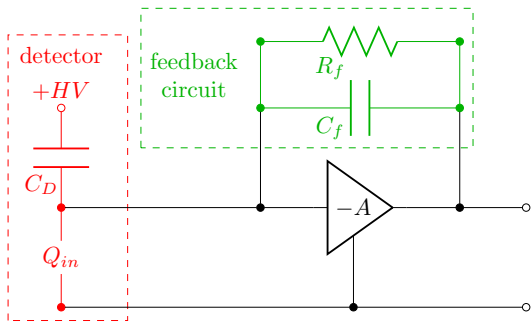 detector
+HV
C_D
Q_in
feedback
circuit
R_f
C_f
−A